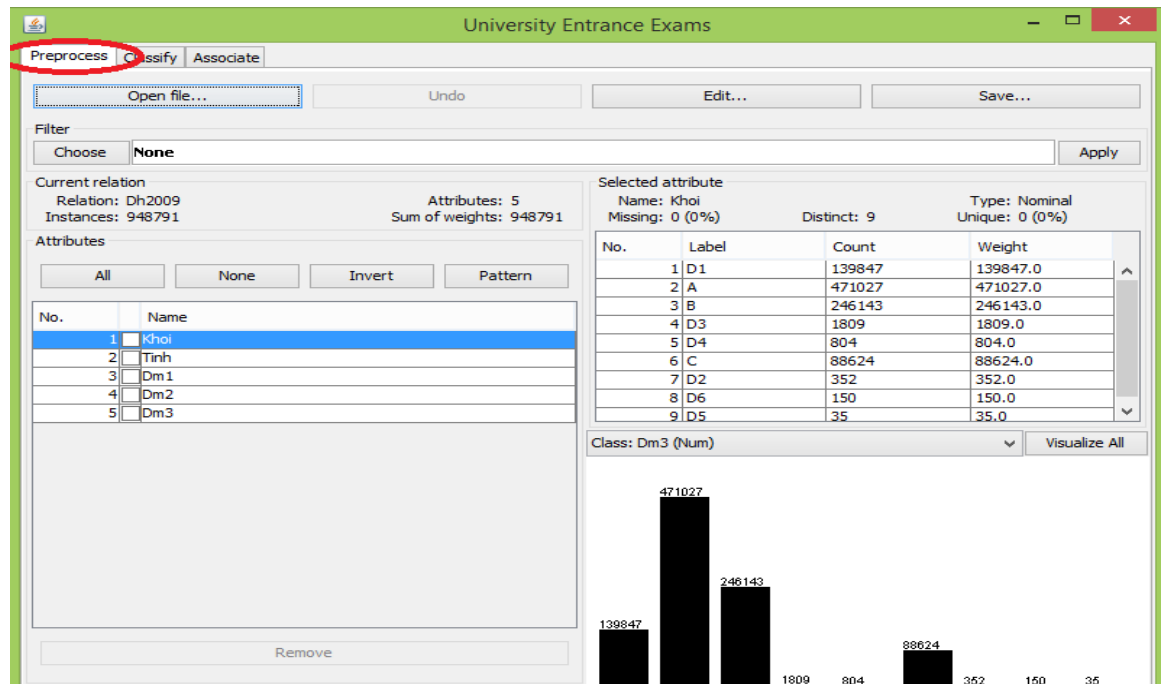 University Entrance Exams
Preprocess Classify Associate
Open file... Undo Edit... Save...
Filter
Choose None Apply
Current relation
Relation: Dh2009 Attributes: 5
Instances: 948791 Sum of weights: 948791
Attributes
All None Invert Pattern
No. Name
1 Khoi
2 Tinh
3 Dm1
4 Dm2
5 Dm3
Remove
Selected attribute
Name: Khoi Type: Nominal
Missing: 0 (0%) Distinct: 9 Unique: 0 (0%)
No. Label Count Weight
1 D1 139847 139847.0
2 A 471027 471027.0
3 B 246143 246143.0
4 D3 1809 1809.0
5 D4 804 804.0
6 C 88624 88624.0
7 D2 352 352.0
8 D6 150 150.0
9 D5 35 35.0
Class: Dm3 (Num) Visualize All
471027
246143
139847
88624
1809 804 352 150 35